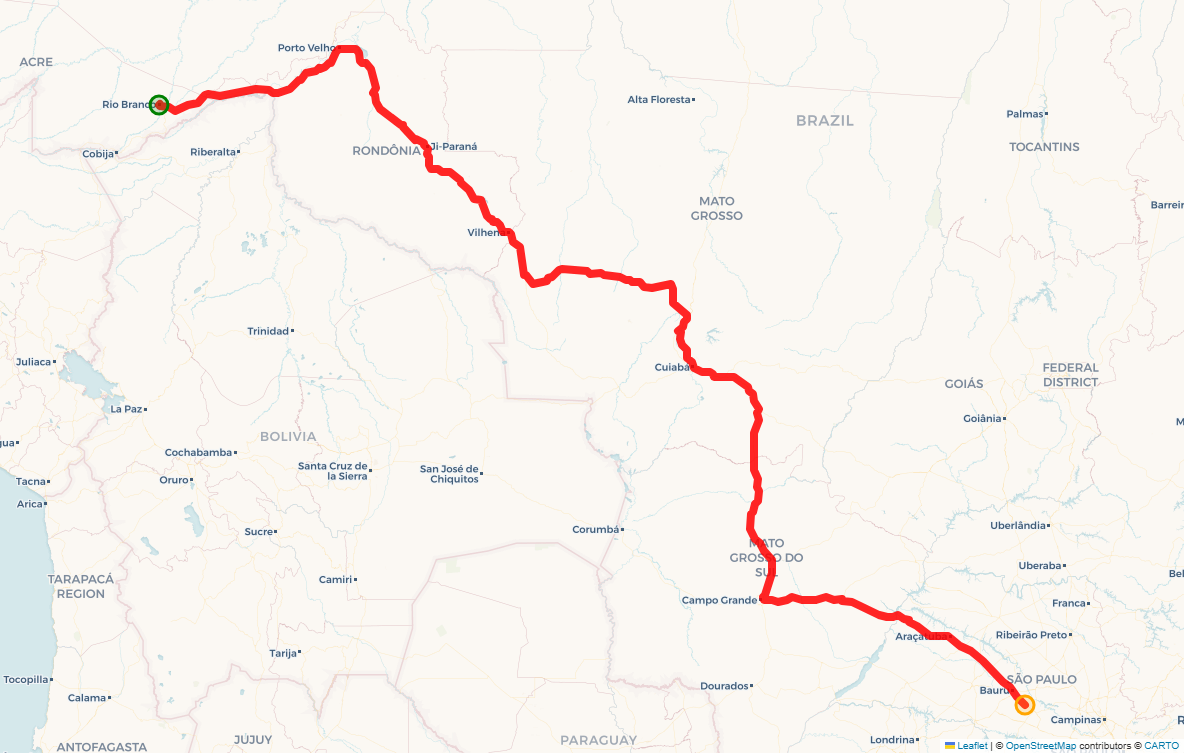 Porto Velho
ACRE
Rio Branco
Alta Floresta
BRAZIL
Palmas
Cobija
Riberalta
RONDÔNIA
Ji-Paraná
TOCANTINS
MATO
GROSSO
Barreir
Vilhena
Trinidad
Juliaca
Cuiabá
FEDERAL
DISTRICT
GOIÁS
La Paz
Goiânia
BOLIVIA
Cochabamba
Santa Cruz de
la Sierra
San José de
Chiquitos
Oruro
Tacna
Arica
Sucre
Corumbá
Uberlândia
MATO
GROSSO DO
SUL
Uberaba
TARAPACÁ
REGION
Camiri
Campo Grande
Franca
Araçatuba
Ribeirão Preto
Tarija
Tocopilla
Calama
Dourados
SÃO PAULO
Bauru
Campinas
ANTOFAGASTA
JUJUY
PARAGUAY
Londrina
Leaflet | © OpenStreetMap contributors © CARTO